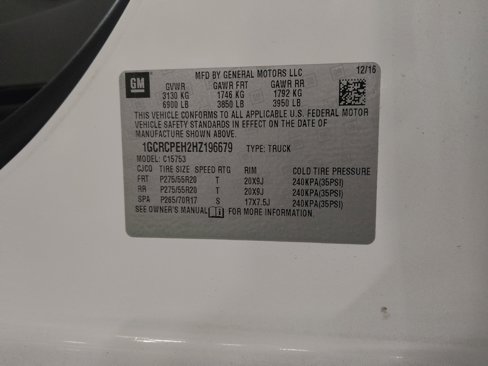 GM
MFD BY GENERAL MOTORS LLC
12/16
GVWR GAWR FRT GAWR RR
3130 KG 1746 KG 1792 KG
6900 LB 3850 LB 3950 LB
THIS VEHICLE CONFORMS TO ALL APPLICABLE U.S. FEDERAL MOTOR
VEHICLE SAFETY STANDARDS IN EFFECT ON THE DATE OF
MANUFACTURE SHOWN ABOVE.
1GCRCPEH2HZ196679 TYPE: TRUCK
MODEL: C15753
CJCQ TIRE SIZE SPEED RTG RIM COLD TIRE PRESSURE
FRT P275/55R20 T 20X9J 240KPA(35PSI)
RR P275/55R20 T 20X9J 240KPA(35PSI)
SPA P265/70R17 S 17X7.5J 240KPA(35PSI)
SEE OWNER'S MANUAL FOR MORE INFORMATION.